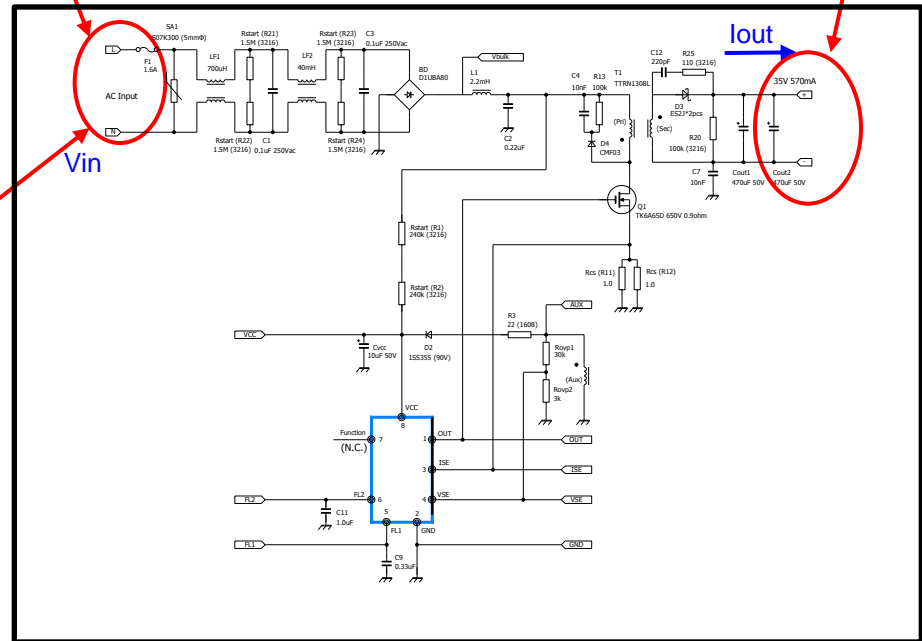 SA1
S07K300 (5mmΦ)
Rstart (R21)
1.5M (3216)
Rstart (R23)
1.5M (3216)
C3
0.1uF 250Vac
Iout
C12
220pF
R25
110 (3216)
L
F1
1.6A
LF1
700uH
LF2
40mH
BD
D1UBA80
Vbulk
L1
2.2mH
C4
10nF
R13
100k
T1
TTRN1308L
35V 570mA
+
AC Input
D3
ES2J*2pcs
(Pri)
(Sec)
R20
100k (3216)
N
Rstart (R22)
1.5M (3216)
C1
0.1uF 250Vac
Rstart (R24)
1.5M (3216)
C2
0.22uF
D4
CMF03
-
Vin
C7
10nF
Cout1
470uF 50V
Cout2
470uF 50V
Q1
TK6A65D 650V 0.9ohm
Rstart (R1)
240k (3216)
Rcs (R11)
1.0
Rcs (R12)
1.0
Rstart (R2)
240k (3216)
AUX
R3
22 (1608)
VCC
Cvcc
10uF 50V
D2
1SS355 (90V)
Rovp1
30k
(Aux)
Rovp2
3k
VCC
8
Function
(N.C.)
7
1
OUT
OUT
3
ISE
ISE
FL2
FL2
6
4
VSE
VSE
C11
1.0uF
5
FL1
2
GND
FL1
GND
C9
0.33uF